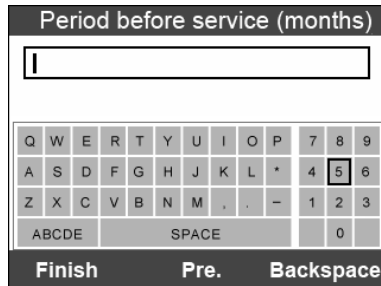 Period before service (months)
Q W E R T Y U I O P 7 8 9
A S D F G H J K L * 4 5 6
Z X C V B N M , . - 1 2 3
ABCDE SPACE 0
Finish Pre. Backspace